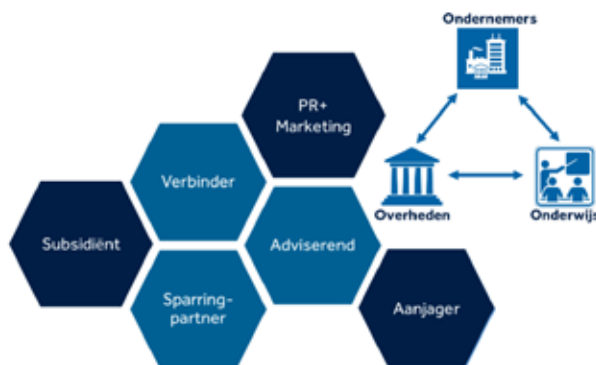 Ondernemers
PR+
Marketing
Verbinder
Overheden
Onderwijs
Subsidiënt
Adviserend
Sparring-
partner
Aanjager